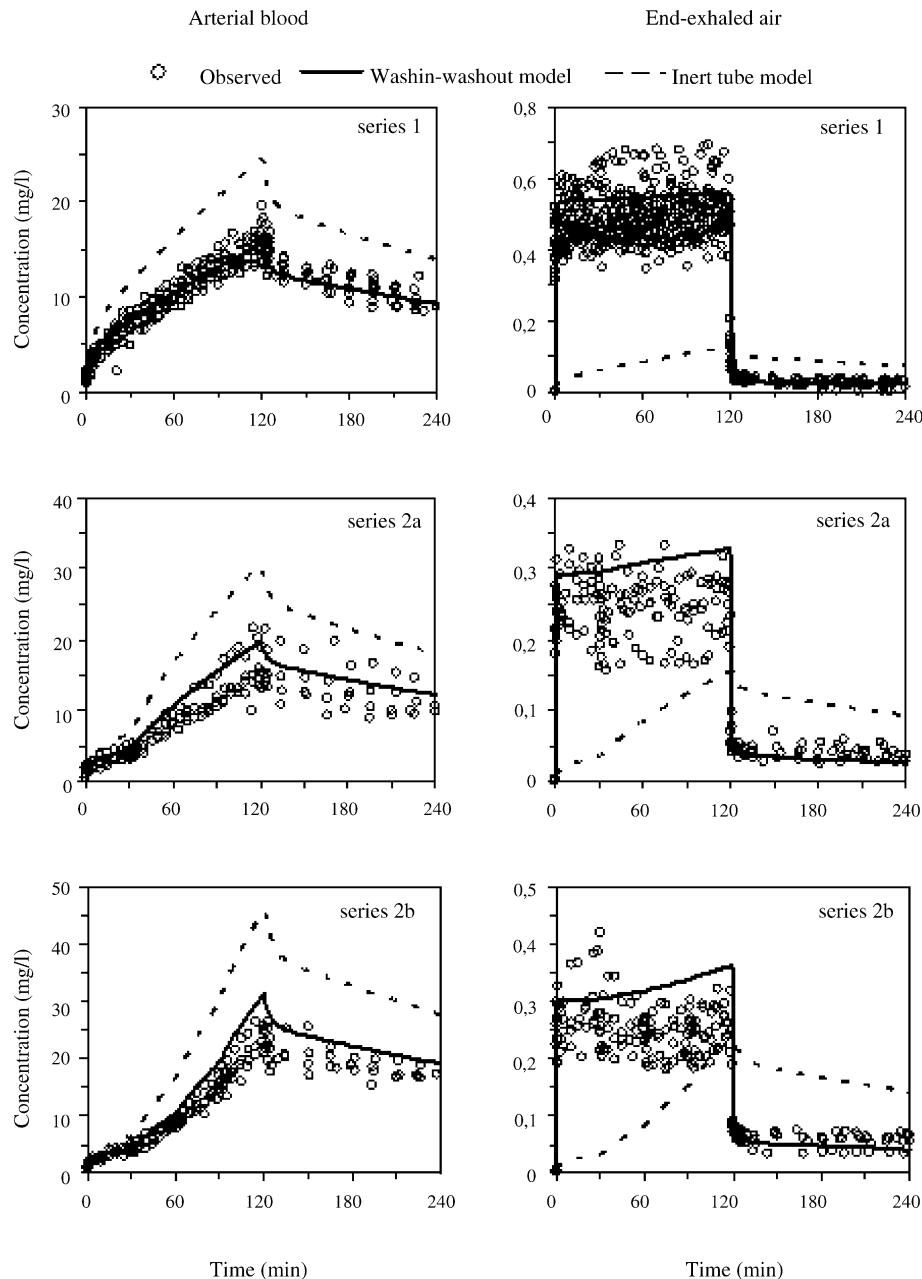 Arterial blood End-exhaled air
Observed Washin-washout model Inert tube model
Concentration (mg/l)
30
20
10
0
series 1
0 60 120 180 240
0,8
0,6
0,4
0,2
0
series 1
0 60 120 180 240
Concentration (mg/l)
40
30
20
10
0
series 2a
0 60 120 180 240
0,4
0,3
0,2
0,1
0
series 2a
0 60 120 180 240
Concentration (mg/l)
50
40
30
20
10
0
series 2b
0 60 120 180 240
0,5
0,4
0,3
0,2
0,1
0
series 2b
0 60 120 180 240
Time (min) Time (min)